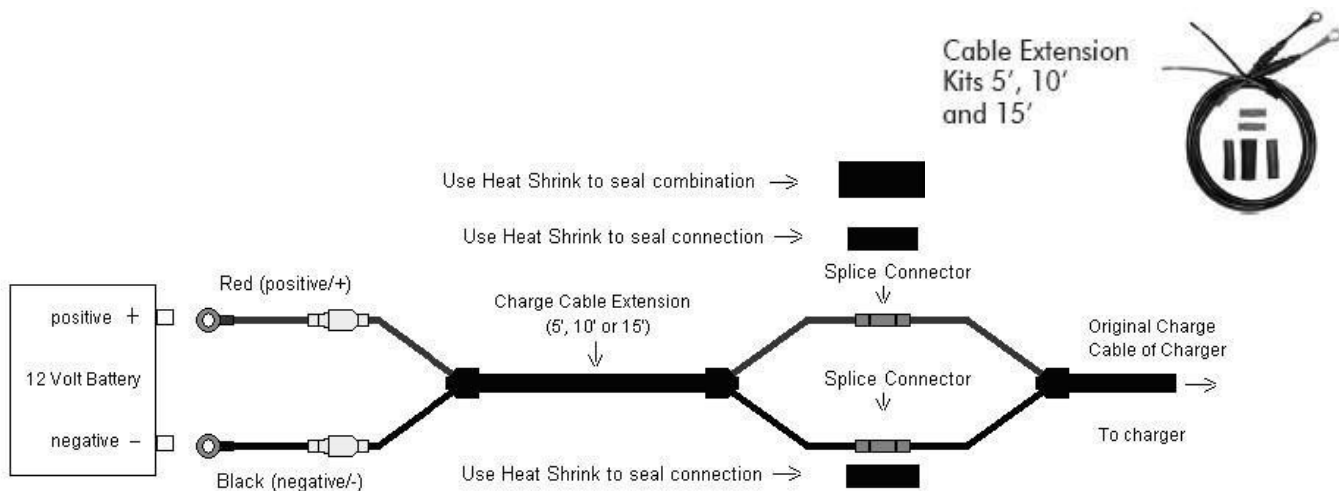 Cable Extension
Kits 5’, 10’
and 15’
Use Heat Shrink to seal combination
Use Heat Shrink to seal connection
Splice Connector
Red (positive/+)
Charge Cable Extension
(5', 10' or 15')
positive +
Original Charge
Cable of Charger
12 Volt Battery
Splice Connector
negative −
To charger
Use Heat Shrink to seal connection
Black (negative/-)